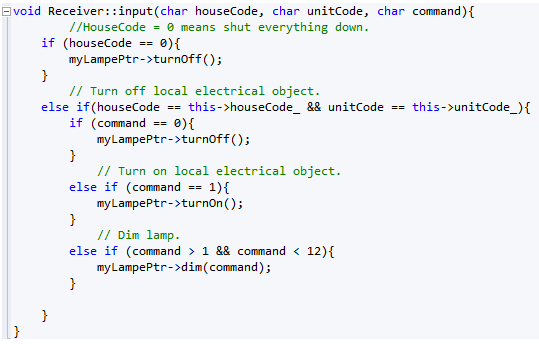 void Receiver::input(char houseCode, char unitCode, char command){
//HouseCode = 0 means shut everything down.
if (houseCode == 0){
myLampePtr->turnOff();
}
// Turn off local electrical object.
else if(houseCode == this->houseCode_ && unitCode == this->unitCode_){
if (command == 0){
myLampePtr->turnOff();
}
// Turn on local electrical object.
else if (command == 1){
myLampePtr->turnOn();
}
// Dim lamp.
else if (command > 1 && command < 12){
myLampePtr->dim(command);
}
}
}